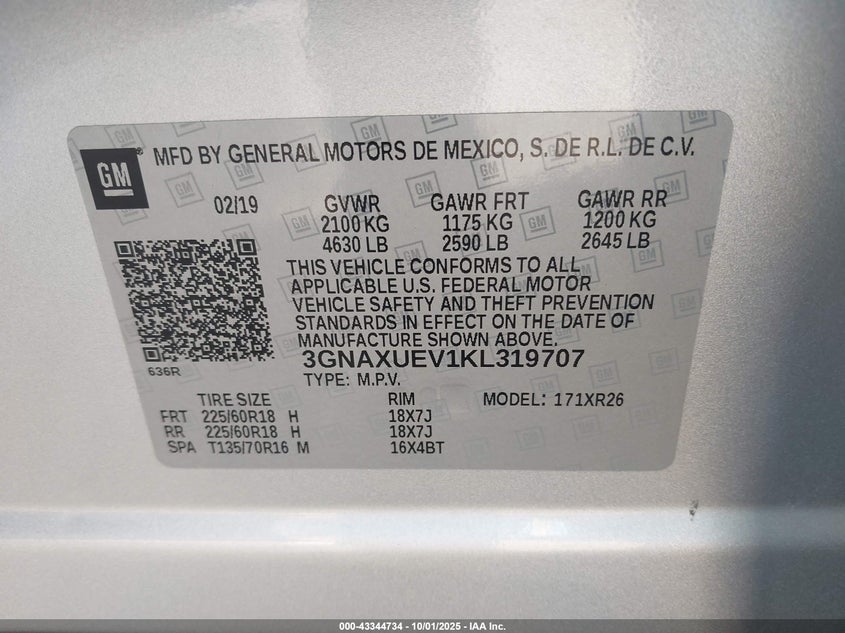 GM MFD BY GENERAL MOTORS DE MEXICO, S. DE R.L. DE C.V.
02/19 GVWR GAWR FRT GAWR RR
2100 KG 1175 KG 1200 KG
4630 LB 2590 LB 2645 LB
THIS VEHICLE CONFORMS TO ALL
APPLICABLE U.S. FEDERAL MOTOR
VEHICLE SAFETY AND THEFT PREVENTION
STANDARDS IN EFFECT ON THE DATE OF
MANUFACTURE SHOWN ABOVE.
636R
3GNAXUEV1KL319707
TYPE: M.P.V.
TIRE SIZE RIM MODEL: 171XR26
FRT 225/60R18 H 18X7J
RR 225/60R18 H 18X7J
SPA T135/70R16 M 16X4BT
000-43344734 - 10/01/2025 - IAA Inc.